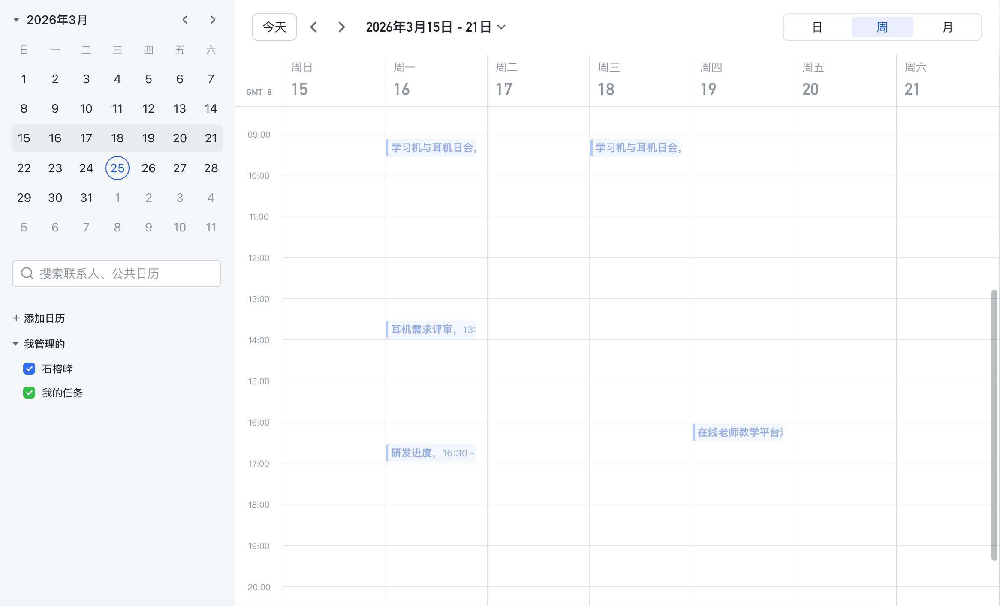 2026年3月
日 一 二 三 四 五 六
1 2 3 4 5 6 7
8 9 10 11 12 13 14
15 16 17 18 19 20 21
22 23 24 25 26 27 28
29 30 31 1 2 3 4
5 6 7 8 9 10 11
搜索联系人、公共日历
添加日历
我管理的
石榕峰
我的任务
今天 2026年3月15日 - 21日 日 周 月
周日 周一 周二 周三 周四 周五 周六
GMT+8 15 16 17 18 19 20 21
09:00
学习机与耳机日会, 学习机与耳机日会,
10:00
11:00
12:00
13:00
耳机需求评审，13:
14:00
15:00
16:00
在线老师教学平台
研发进度，16:30 -
17:00
18:00
19:00
20:00